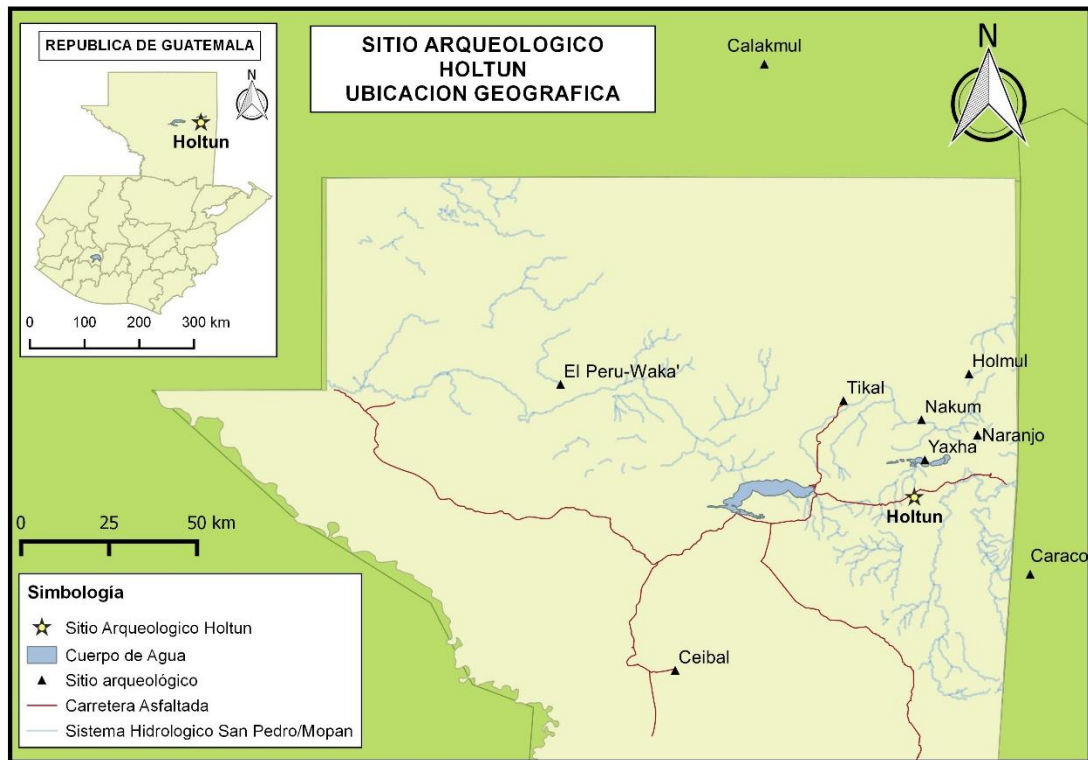 REPUBLICA DE GUATEMALA
N
Holtun
0 100 200 300 km
SITIO ARQUEOLOGICO
HOLTUN
UBICACION GEOGRAFICA
Calakmul
N
El Peru-Waka'
Tikal
Holmul
Nakum
Naranjo
Yaxha
Holtun
Caraco
Ceibal
0 25 50 km
Simbología
Sitio Arqueologico Holtun
Cuerpo de Agua
Sitio arqueológico
Carretera Asfaltada
Sistema Hidrologico San Pedro/Mopan